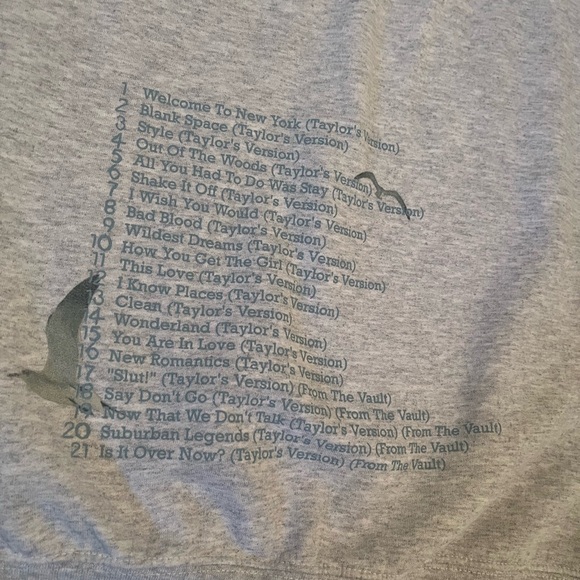 1 Welcome To New York (Taylor's Version)
2 Blank Space (Taylor's Version)
3 Style (Taylor's Version)
4 Out Of The Woods (Taylor's Version)
5 All You Had To Do Was Stay (Taylor's Version)
6 Shake It Off (Taylor's Version)
7 I Wish You Would (Taylor's Version)
8 Bad Blood (Taylor's Version)
9 Wildest Dreams (Taylor's Version)
10 How You Get The Girl (Taylor's Version)
11 This Love (Taylor's Version)
12 I Know Places (Taylor's Version)
13 Clean (Taylor's Version)
14 Wonderland (Taylor's Version)
15 You Are In Love (Taylor's Version)
16 New Romantics (Taylor's Version)
17 "Slut!" (Taylor's Version) (From The Vault)
18 Say Don't Go (Taylor's Version) (From The Vault)
19 Now That We Don't Talk (Taylor's Version) (From The Vault)
20 Suburban Legends (Taylor's Version) (From The Vault)
21 Is It Over Now? (Taylor's Version) (From The Vault)